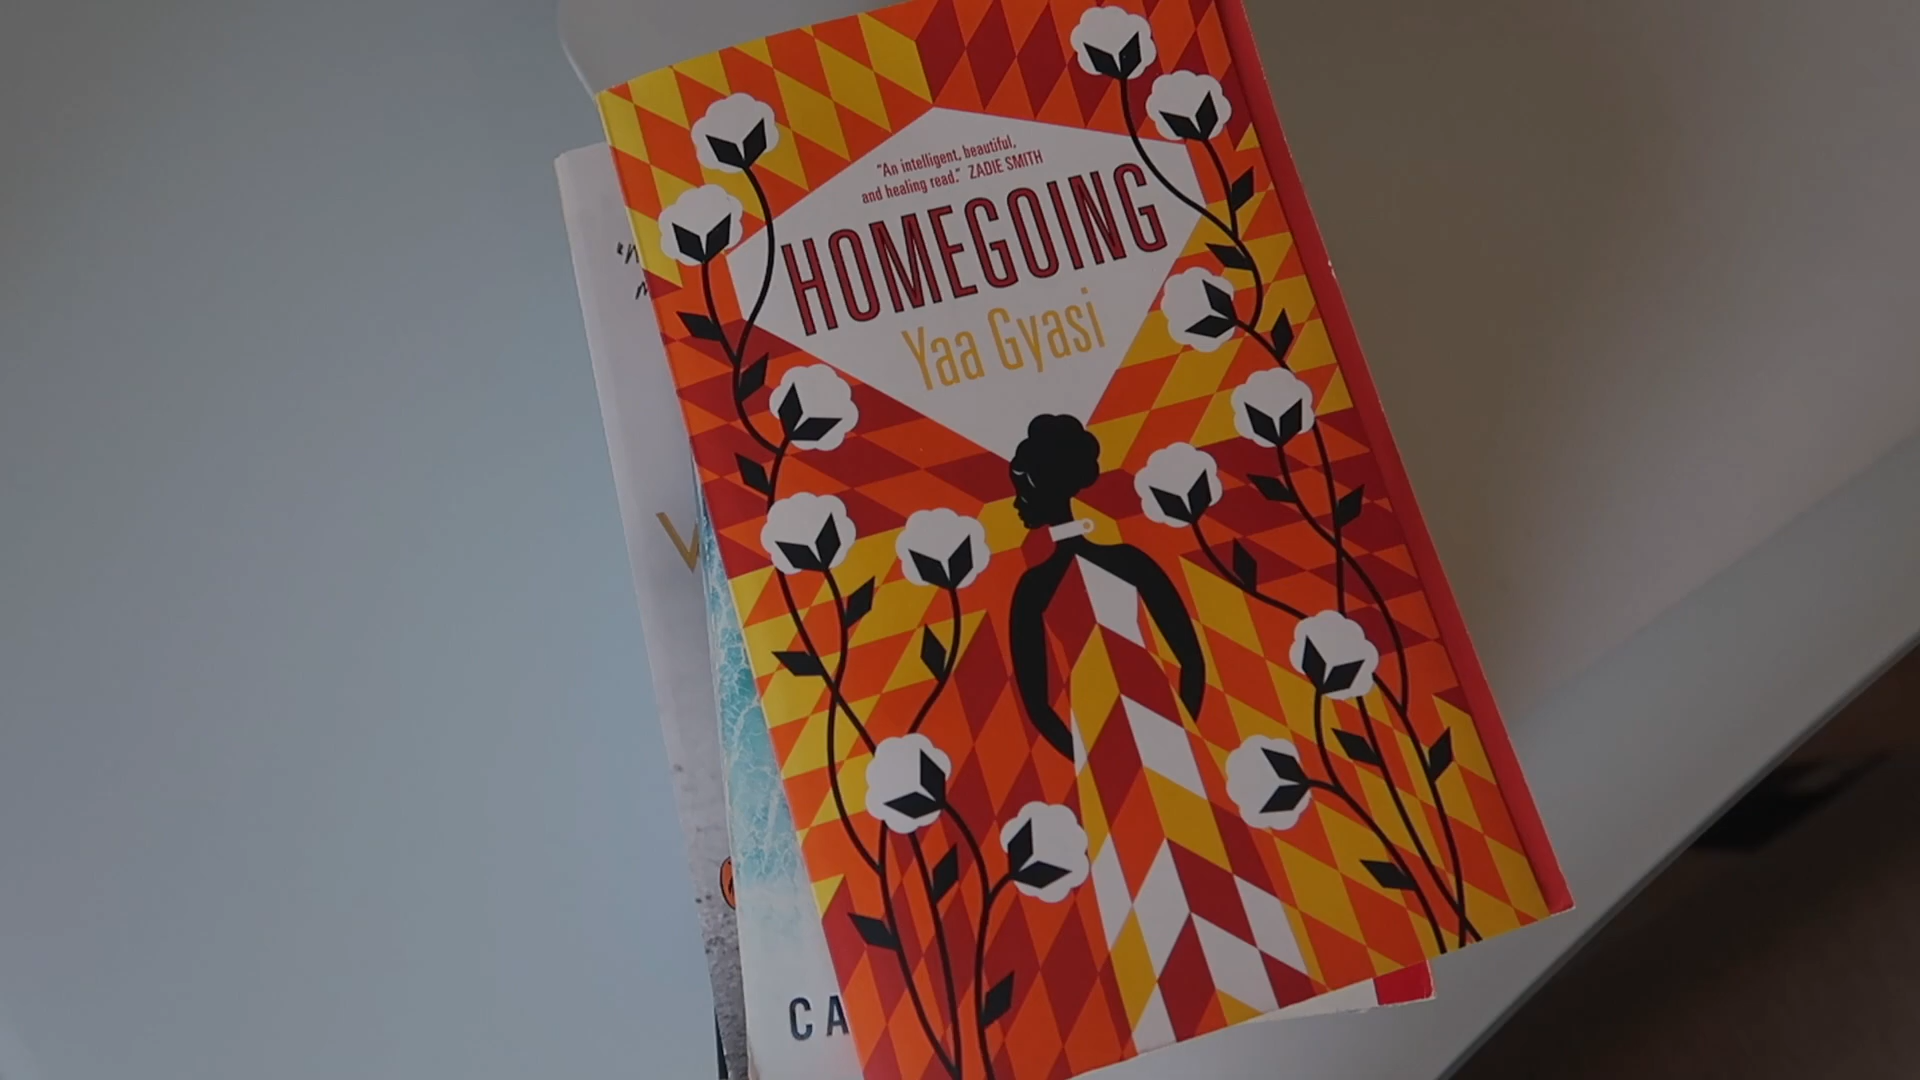 "An intelligent, beautiful,
and healing read." ZADIE SMITH
HOMEGOING
Yaa Gyasi
CA